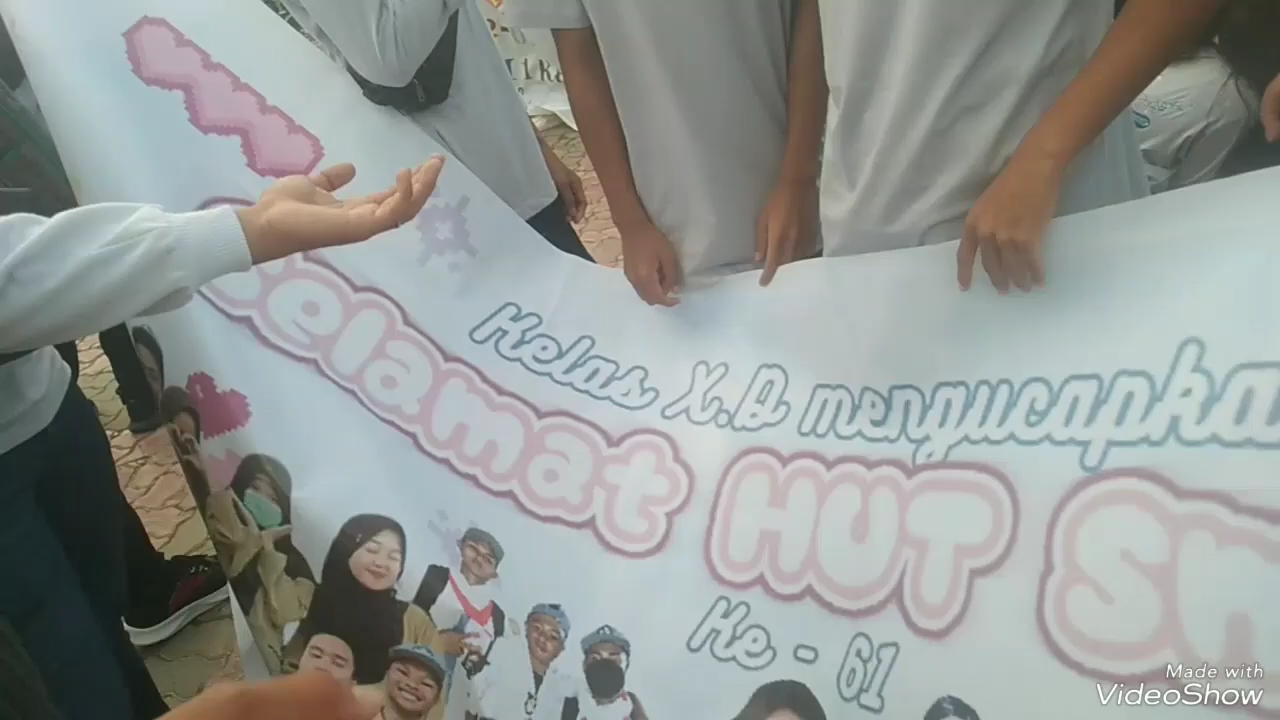 Kelas X.D mengucapka
Selamat HUT Sm
Ke - 61
Made with
VideoShow